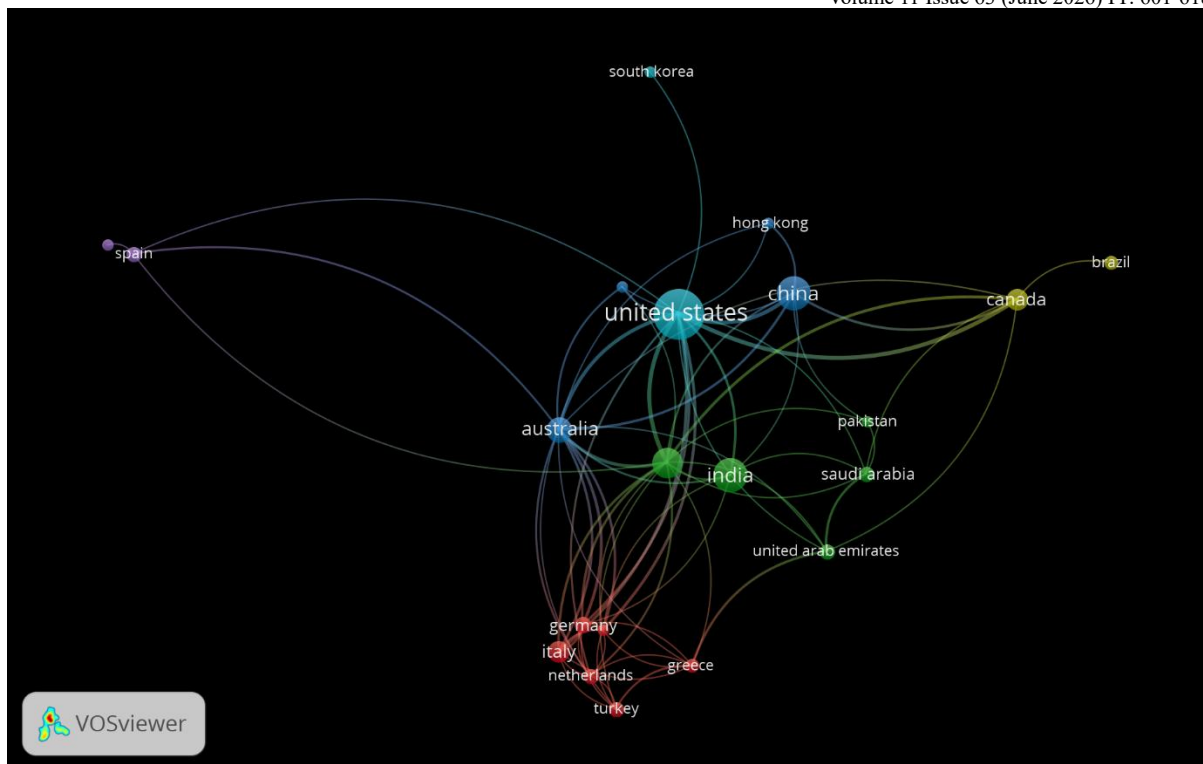 south korea
hong kong
spain
brazil
china
canada
united states
pakistan
australia
india
saudi arabia
united arab emirates
germany
italy
greece
netherlands
turkey
VOSviewer